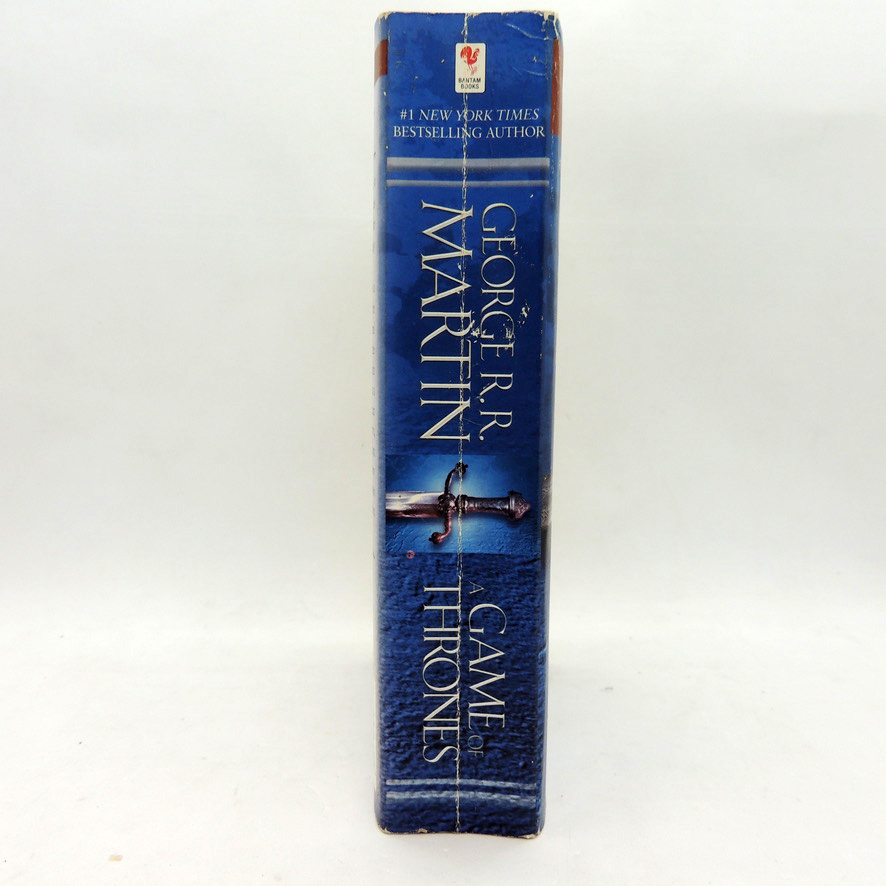 BANTAM
BOOKS
#1 NEW YORK TIMES
BESTSELLING AUTHOR
GEORGE R. R.
MARTIN
A GAME OF
THRONES